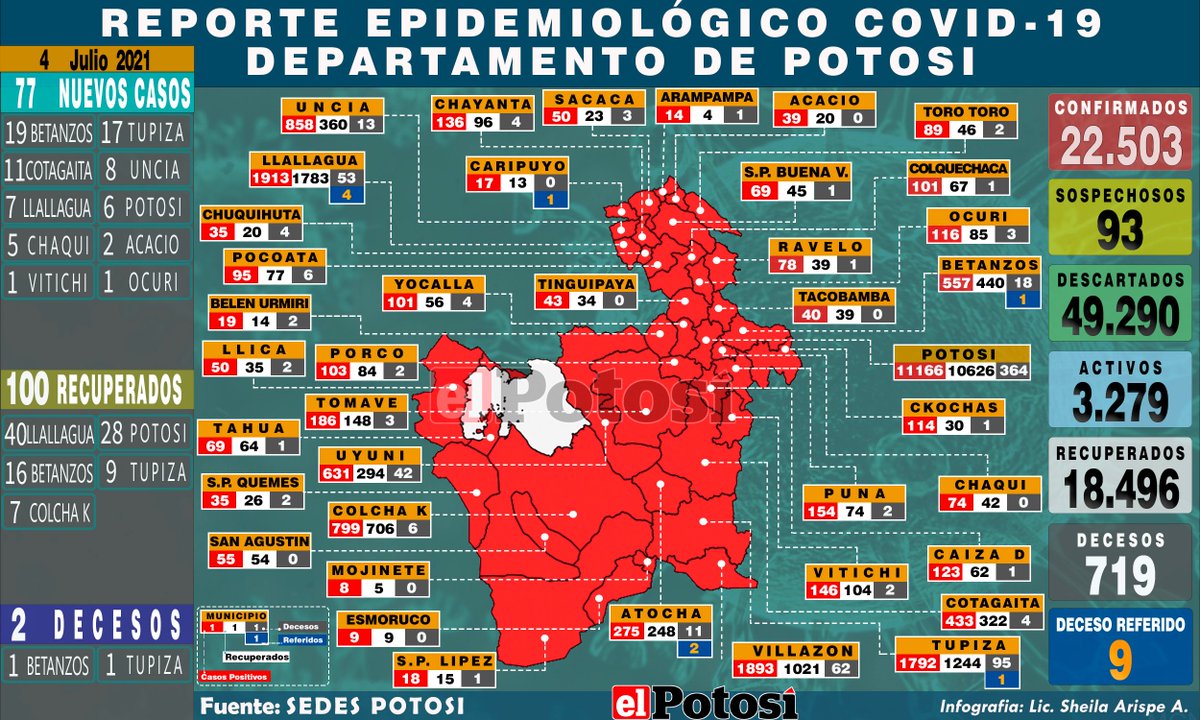 REPORTE EPIDEMIOLÓGICO COVID-19
DEPARTAMENTO DE POTOSI
4 Julio 2021
77 NUEVOS CASOS
19 BETANZOS 17 TUPIZA
11 COTAGAITA 8 UNCIA
7 LLALLAGUA 6 POTOSI
5 CHAQUI 2 ACACIO
1 VITICHI 1 OCURI
100 RECUPERADOS
40 LLALLAGUA 28 POTOSI
16 BETANZOS 9 TUPIZA
7 COLCHA K
2 DECESOS
1 BETANZOS 1 TUPIZA
UNCIA
858 360 13
CHAYANTA
136 96 4
SACACA
50 23 3
ARAMPAMPA
14 4 1
ACACIO
39 20 0
TORO TORO
89 46 2
LLALLAGUA
1913 1783 53
4
CARIPUYO
17 13 0
1
S.P. BUENA V.
69 45 1
COLQUECHACA
101 67 1
CHUQUIHUTA
35 20 4
OCURI
116 85 3
POCOATA
95 77 6
RAVELO
78 39 1
YOCALLA
101 56 4
TINGUIPAYA
43 34 0
BETANZOS
557 440 18
1
BELEN URMIRI
19 14 2
TACOBAMBA
40 39 0
LLICA
50 35 2
PORCO
103 84 2
POTOSI
11166 10626 364
TOMAVE
186 148 3
CKOCHAS
114 30 1
TAHUA
69 64 1
UYUNI
631 294 42
S.P. QUEMES
35 26 2
PUNA
154 74 2
CHAQUI
74 42 0
COLCHA K
799 706 6
SAN AGUSTIN
55 54 0
CAIZA D
123 62 1
MOJINETE
8 5 0
VITICHI
146 104 2
COTAGAITA
433 322 4
ESMORUCO
9 9 0
ATOCHA
275 248 11
2
S.P. LIPEZ
18 15 1
VILLAZON
1893 1021 62
TUPIZA
1792 1244 95
1
el Potosí
MUNICIPIO
1 1 1 Decesos
1 Referidos
Recuperados
Casos Positivos
CONFIRMADOS
22.503
SOSPECHOSOS
93
DESCARTADOS
49.290
ACTIVOS
3.279
RECUPERADOS
18.496
DECESOS
719
DECESO REFERIDO
9
Fuente: SEDES POTOSI
el Potosí
Infografia: Lic. Sheila Arispe A.